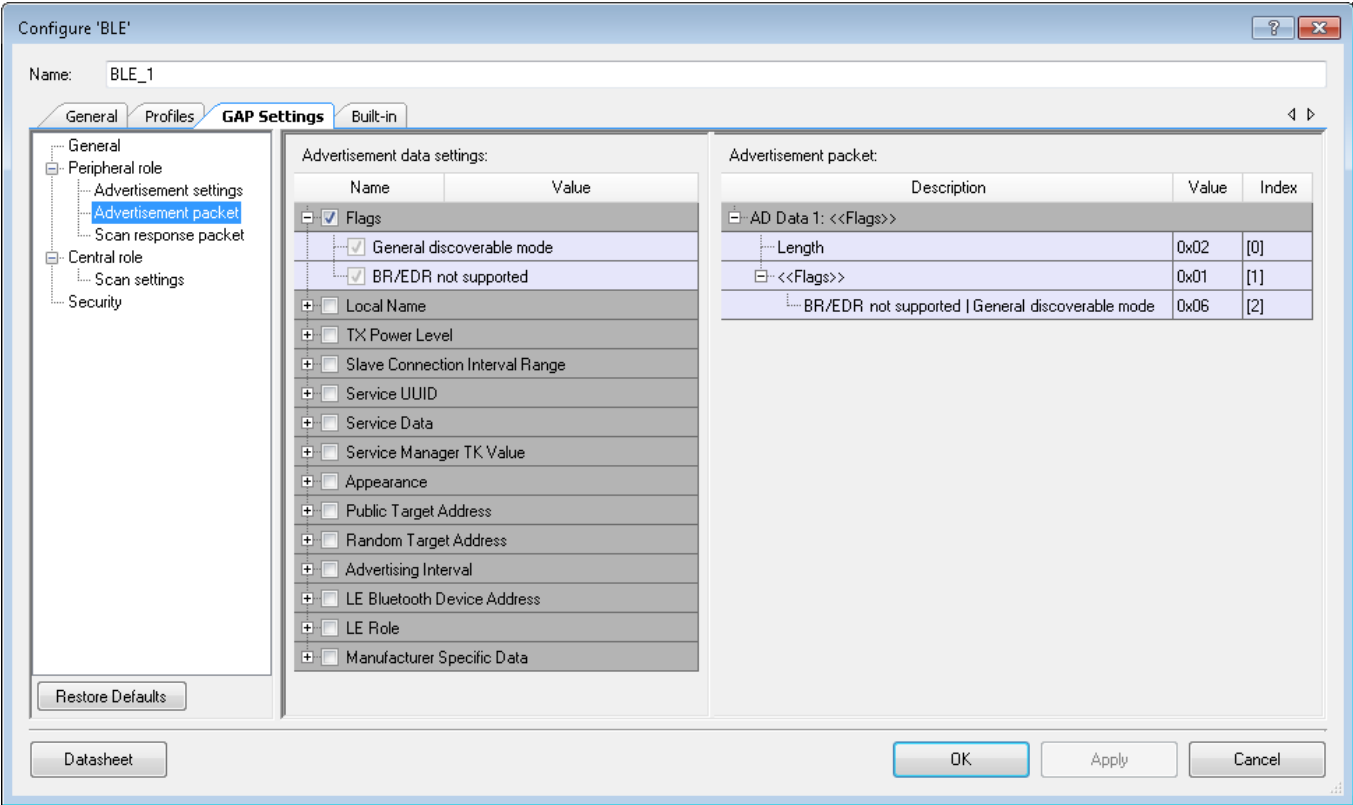 Configure 'BLE'
Name: BLE_1
General Profiles GAP Settings Built-in
General
Peripheral role
Advertisement settings
Advertisement packet
Scan response packet
Central role
Scan settings
Security
Restore Defaults
Advertisement data settings:
Name Value
Flags
General discoverable mode
BR/EDR not supported
Local Name
TX Power Level
Slave Connection Interval Range
Service UUID
Service Data
Service Manager TK Value
Appearance
Public Target Address
Random Target Address
Advertising Interval
LE Bluetooth Device Address
LE Role
Manufacturer Specific Data
Advertisement packet:
Description Value Index
AD Data 1: <<Flags>>
Length 0x02 [0]
<<Flags>> 0x01 [1]
BR/EDR not supported | General discoverable mode 0x06 [2]
Datasheet OK Apply Cancel